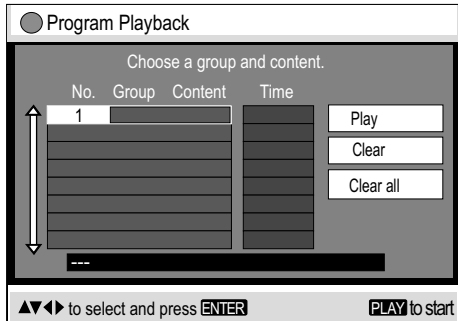 Program Playback
Choose a group and content.
No. Group Content Time
1
Play
Clear
Clear all
---
▲▼◀▶ to select and press ENTER PLAY to start